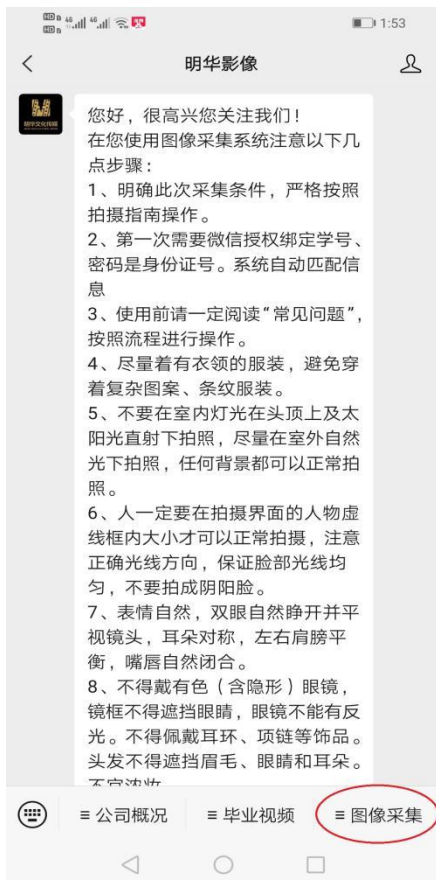 HD 46 46 1:53
明华影像
您好，很高兴您关注我们！
在您使用图像采集系统注意以下几
点步骤：
1、明确此次采集条件，严格按照
拍摄指南操作。
2、第一次需要微信授权绑定学号、
密码是身份证号。系统自动匹配信
息
3、使用前请一定阅读“常见问题”，
按照流程进行操作。
4、尽量着有衣领的服装，避免穿
着复杂图案、条纹服装。
5、不要在室内灯光在头顶上及太
阳光直射下拍照，尽量在室外自然
光下拍照，任何背景都可以正常拍
照。
6、人一定要在拍摄界面的人物虚
线框内大小才可以正常拍摄，注意
正确光线方向，保证脸部光线均
匀，不要拍成阴阳脸。
7、表情自然，双眼自然睁开并平
视镜头，耳朵对称，左右肩膀平
衡，嘴唇自然闭合。
8、不得戴有色（含隐形）眼镜，
镜框不得遮挡眼睛，眼镜不能有反
光。不得佩戴耳环、项链等饰品。
头发不得遮挡眉毛、眼睛和耳朵。
不宜浓妆
≡ 公司概况 ≡ 毕业视频 ≡ 图像采集